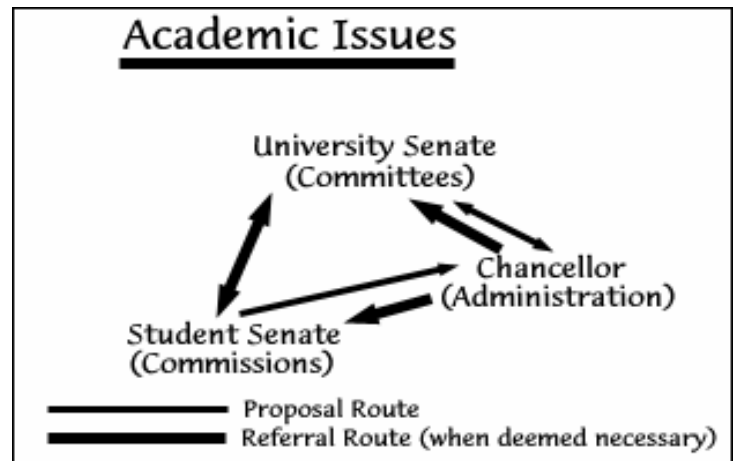 Academic Issues
University Senate
(Committees)
Chancellor
(Administration)
Student Senate
(Commissions)
Proposal Route
Referral Route (when deemed necessary)